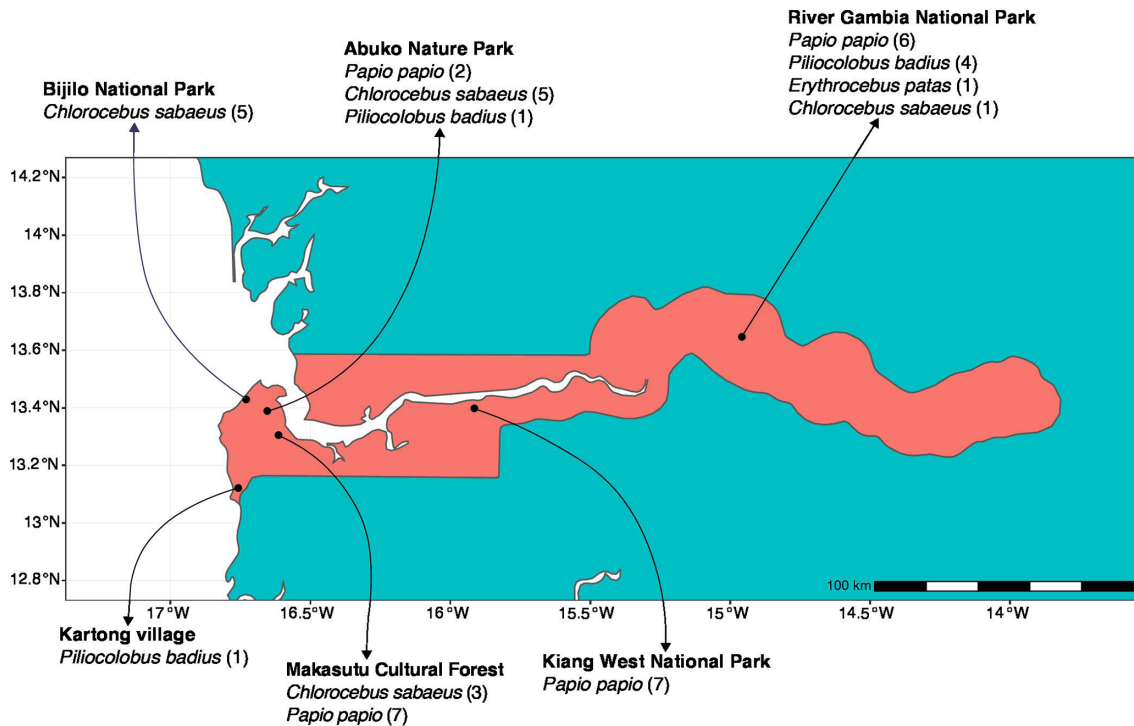 River Gambia National Park
Papio papio (6)
Piliocolobus badius (4)
Erythrocebus patas (1)
Chlorocebus sabaeus (1)
Abuko Nature Park
Papio papio (2)
Chlorocebus sabaeus (5)
Piliocolobus badius (1)
Bijilo National Park
Chlorocebus sabaeus (5)
14.2°N
14°N
13.8°N
13.6°N
13.4°N
13.2°N
13°N
12.8°N
100 km
17°W
16.5°W
16°W
15.5°W
15°W
14.5°W
14°W
Kartong village
Piliocolobus badius (1)
Makasutu Cultural Forest
Chlorocebus sabaeus (3)
Papio papio (7)
Kiang West National Park
Papio papio (7)